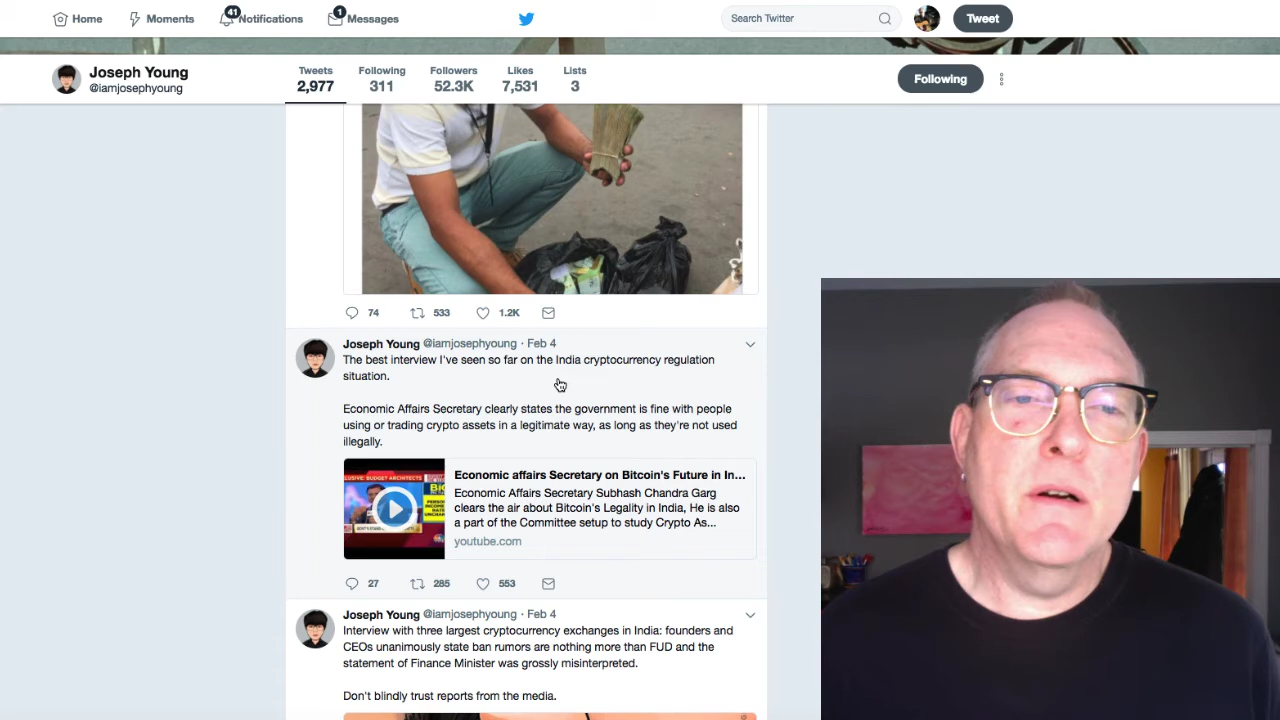 Home
Moments
41
Notifications
1
Messages
Search Twitter
Tweet
Joseph Young
@iamjosephyoung
Tweets
2,977
Following
311
Followers
52.3K
Likes
7,531
Lists
3
Following
74
533
1.2K
Joseph Young @iamjosephyoung · Feb 4
The best interview I've seen so far on the India cryptocurrency regulation
situation.
Economic Affairs Secretary clearly states the government is fine with people
using or trading crypto assets in a legitimate way, as long as they're not used
illegally.
Economic affairs Secretary on Bitcoin's Future in In...
Economic Affairs Secretary Subhash Chandra Garg
clears the air about Bitcoin's Legality in India, He is also
a part of the Committee setup to study Crypto As...
youtube.com
27
285
553
Joseph Young @iamjosephyoung · Feb 4
Interview with three largest cryptocurrency exchanges in India: founders and
CEOs unanimously state ban rumors are nothing more than FUD and the
statement of Finance Minister was grossly misinterpreted.
Don't blindly trust reports from the media.